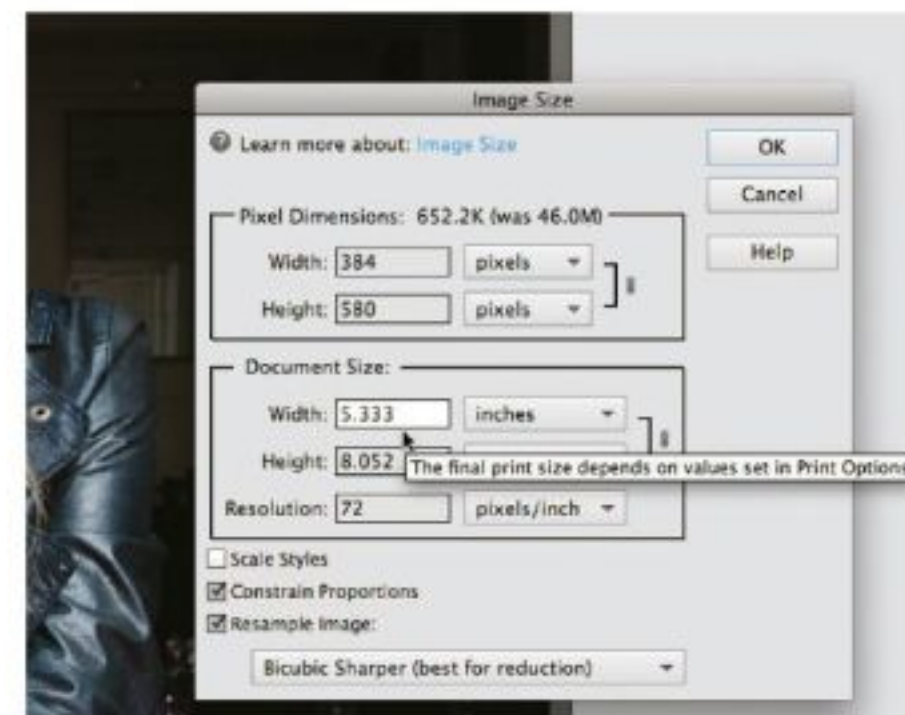 Image Size
Learn more about: Image Size
OK
Cancel
Help
Pixel Dimensions: 652.2K (was 46.0M)
Width: 384 pixels
Height: 580 pixels
Document Size:
Width: 5.333 inches
Height: 8.052
The final print size depends on values set in Print Options
Resolution: 72 pixels/inch
Scale Styles
Constrain Proportions
Resample Image:
Bicubic Sharper (best for reduction)